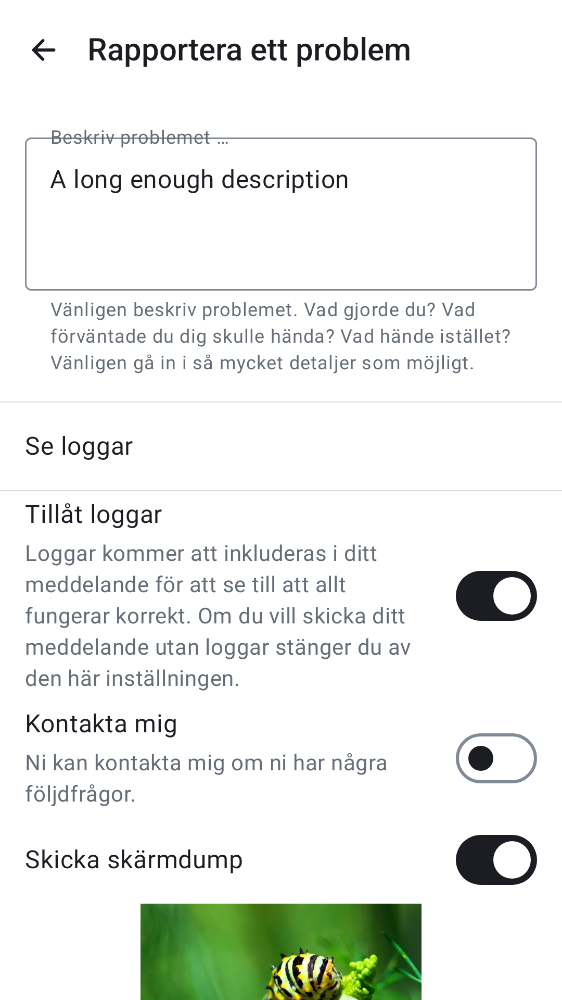 Rapportera ett problem
Beskriv problemet …
A long enough description
Vänligen beskriv problemet. Vad gjorde du? Vad
förväntade du dig skulle hända? Vad hände istället?
Vänligen gå in i så mycket detaljer som möjligt.
Se loggar
Tillåt loggar
Loggar kommer att inkluderas i ditt
meddelande för att se till att allt
fungerar korrekt. Om du vill skicka ditt
meddelande utan loggar stänger du av
den här inställningen.
Kontakta mig
Ni kan kontakta mig om ni har några
följdfrågor.
Skicka skärmdump